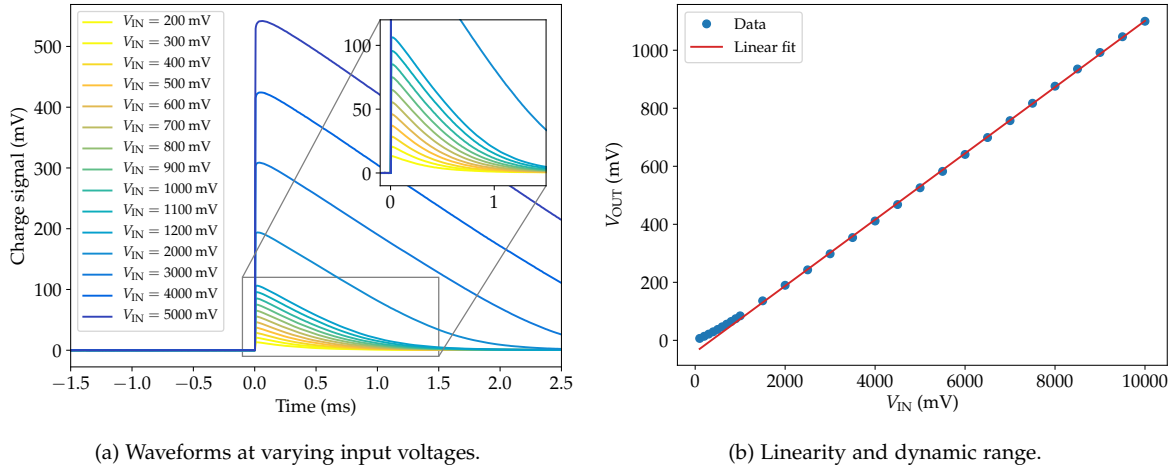 V_IN = 200 mV
V_IN = 300 mV
V_IN = 400 mV
V_IN = 500 mV
V_IN = 600 mV
V_IN = 700 mV
V_IN = 800 mV
V_IN = 900 mV
V_IN = 1000 mV
V_IN = 1100 mV
V_IN = 1200 mV
V_IN = 2000 mV
V_IN = 3000 mV
V_IN = 4000 mV
V_IN = 5000 mV
Charge signal (mV)
500
400
300
200
100
0
−1.5
−1.0
−0.5
0.0
0.5
1.0
1.5
2.0
2.5
Time (ms)
100
50
0
0
1
(a) Waveforms at varying input voltages.
Data
Linear fit
V_OUT (mV)
1000
800
600
400
200
0
0
2000
4000
6000
8000
10000
V_IN (mV)
(b) Linearity and dynamic range.